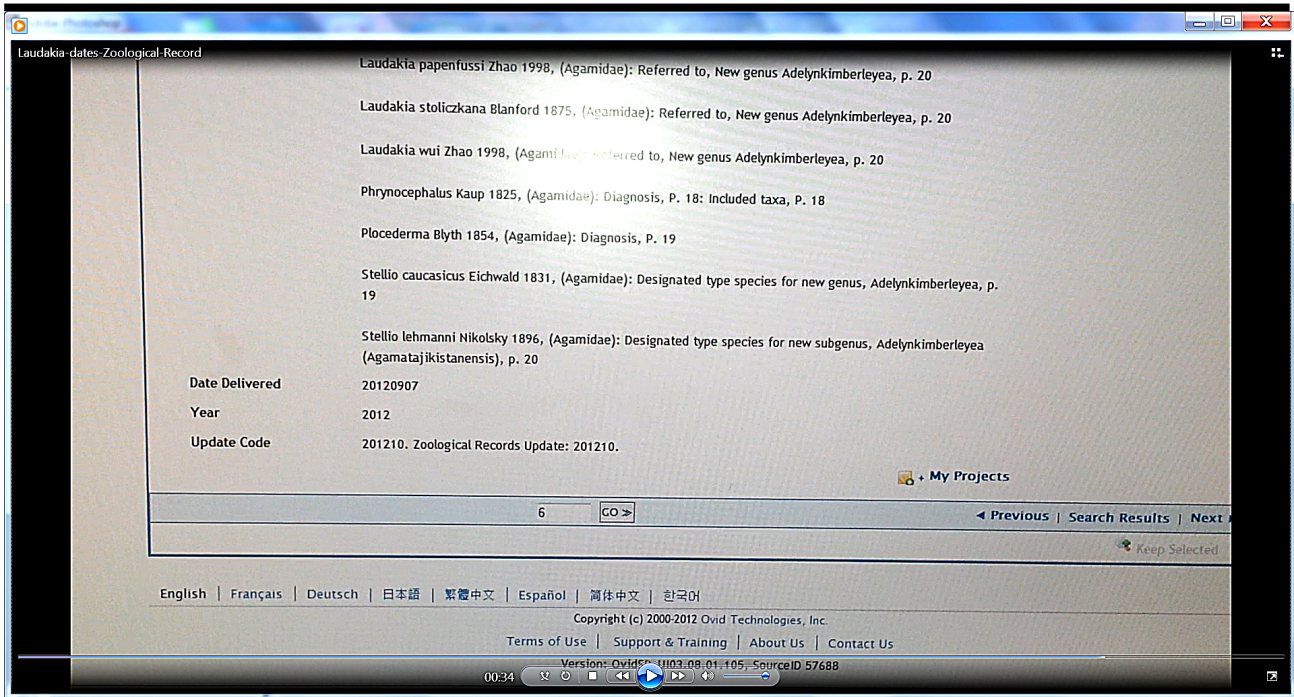 Laudakia-dates-Zoological-Record
Laudakia papenfussi Zhao 1998, (Agamidae): Referred to, New genus Adelynkimberleyea, p. 20
Laudakia stoliczkana Blanford 1875, (Agamidae): Referred to, New genus Adelynkimberleyea, p. 20
Laudakia wui Zhao 1998, (Agamidae): Referred to, New genus Adelynkimberleyea, p. 20
Phrynocephalus Kaup 1825, (Agamidae): Diagnosis, P. 18: Included taxa, P. 18
Plocederma Blyth 1854, (Agamidae): Diagnosis, P. 19
Stellio caucasicus Eichwald 1831, (Agamidae): Designated type species for new genus, Adelynkimberleyea, p.
19
Stellio lehmanni Nikolsky 1896, (Agamidae): Designated type species for new subgenus, Adelynkimberleyea
(Agamatajikistanensis), p. 20
Date Delivered 20120907
Year 2012
Update Code 201210. Zoological Records Update: 201210.
+ My Projects
6 GO ≫
◄ Previous | Search Results | Next
Keep Selected
English | Français | Deutsch | 日本語 | 繁體中文 | Español | 简体中文 | 한국어
Copyright (c) 2000-2012 Ovid Technologies, Inc.
Terms of Use | Support & Training | About Us | Contact Us
Version: OvidSP_UI03.08.01.105, SourceID 57688
00:34